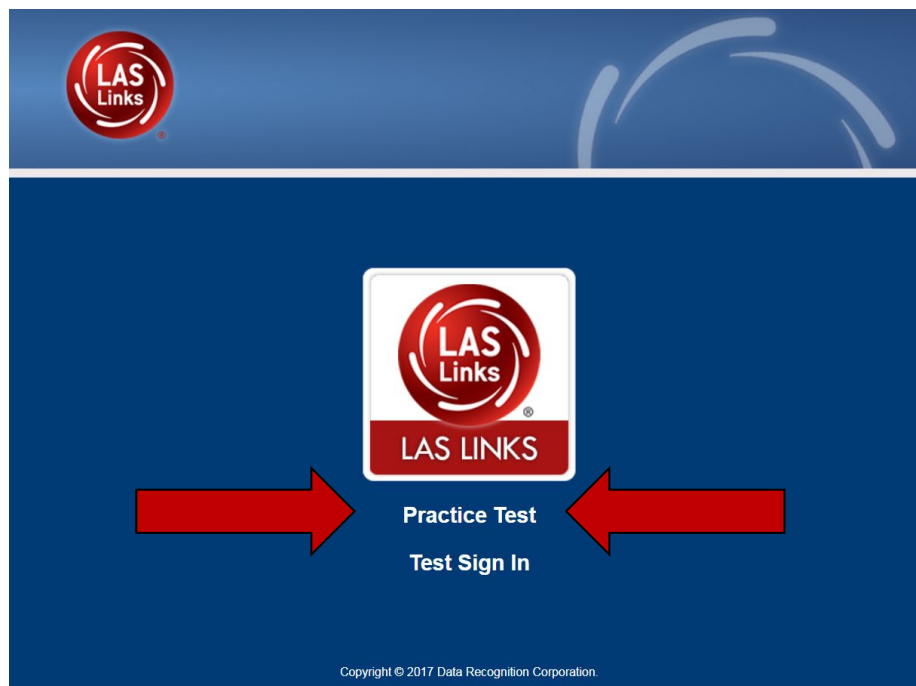 LAS
Links
®
LAS
Links
®
LAS LINKS
Practice Test
Test Sign In
Copyright © 2017 Data Recognition Corporation.